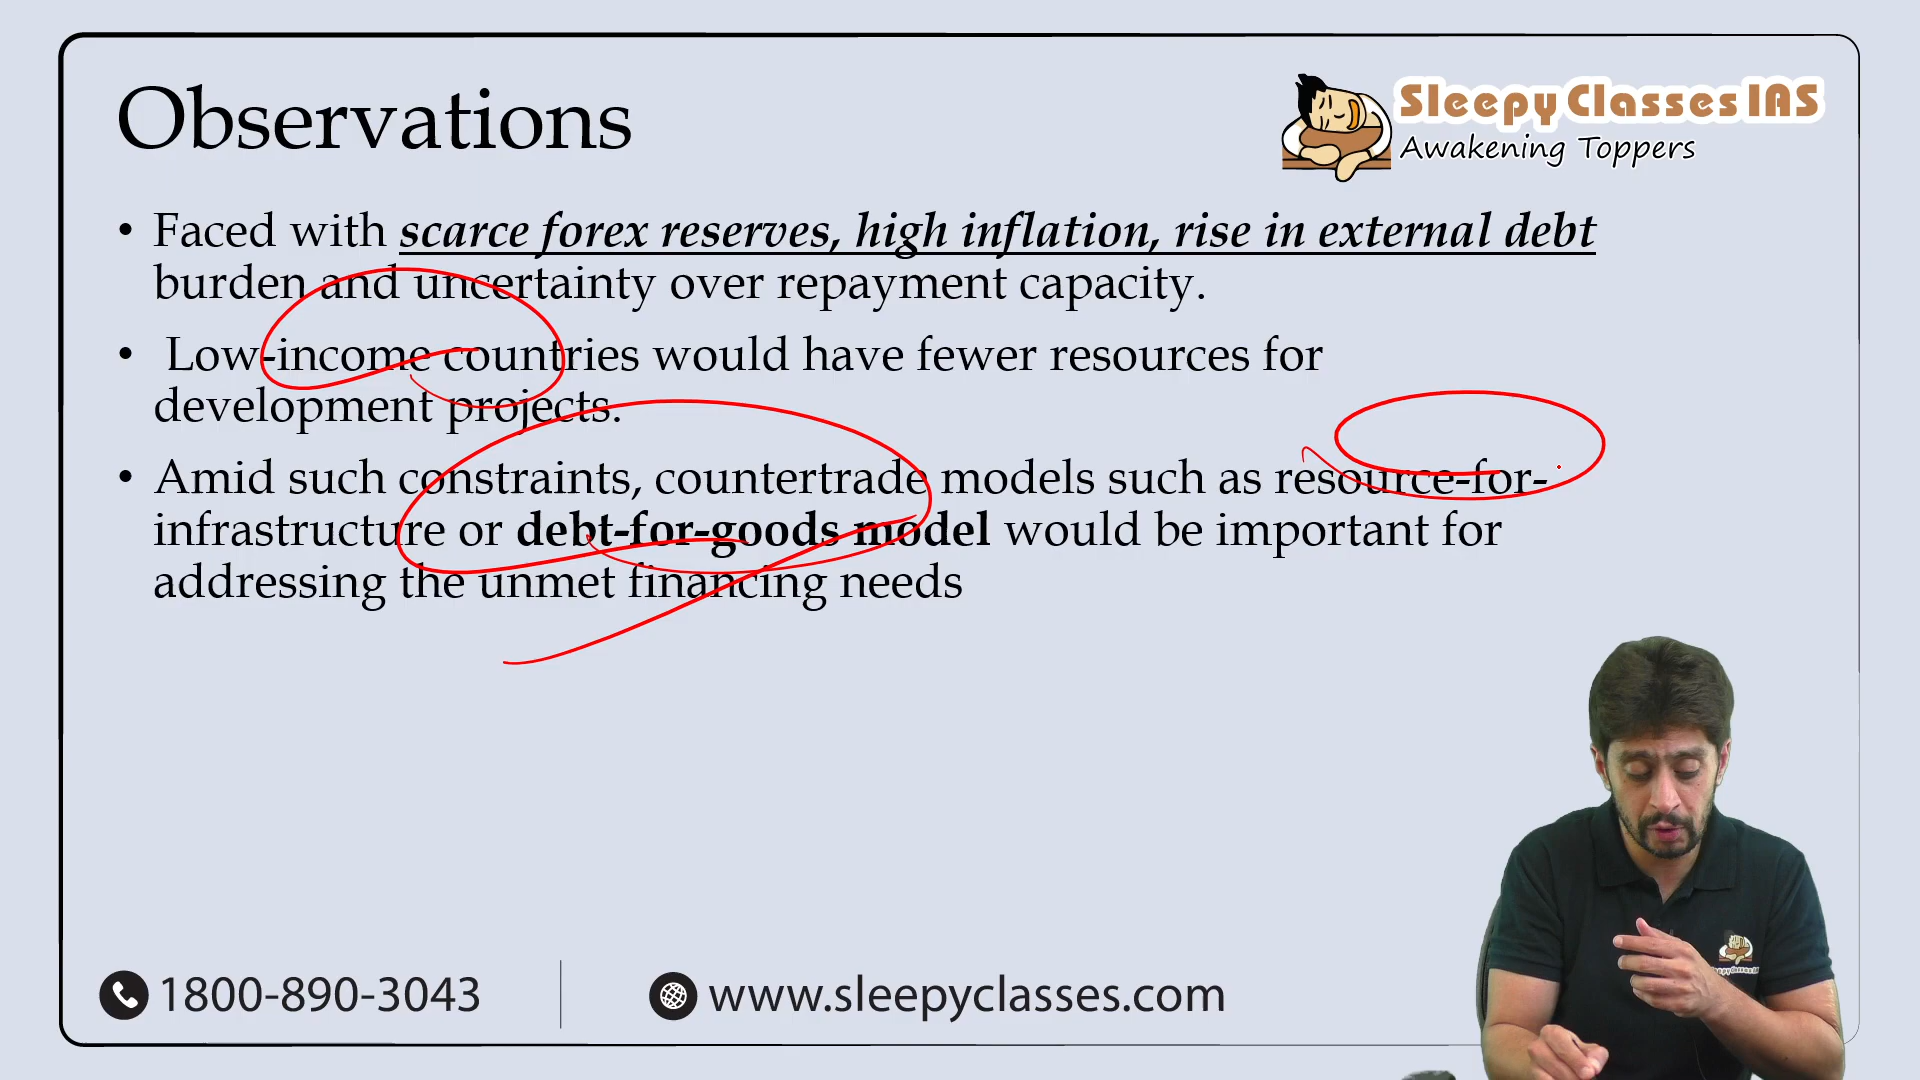 Observations
Sleepy Classes IAS
Awakening Toppers
• Faced with scarce forex reserves, high inflation, rise in external debt
burden and uncertainty over repayment capacity.
• Low-income countries would have fewer resources for
development projects.
• Amid such constraints, countertrade models such as resource-for-
infrastructure or debt-for-goods model would be important for
addressing the unmet financing needs
1800-890-3043
www.sleepyclasses.com